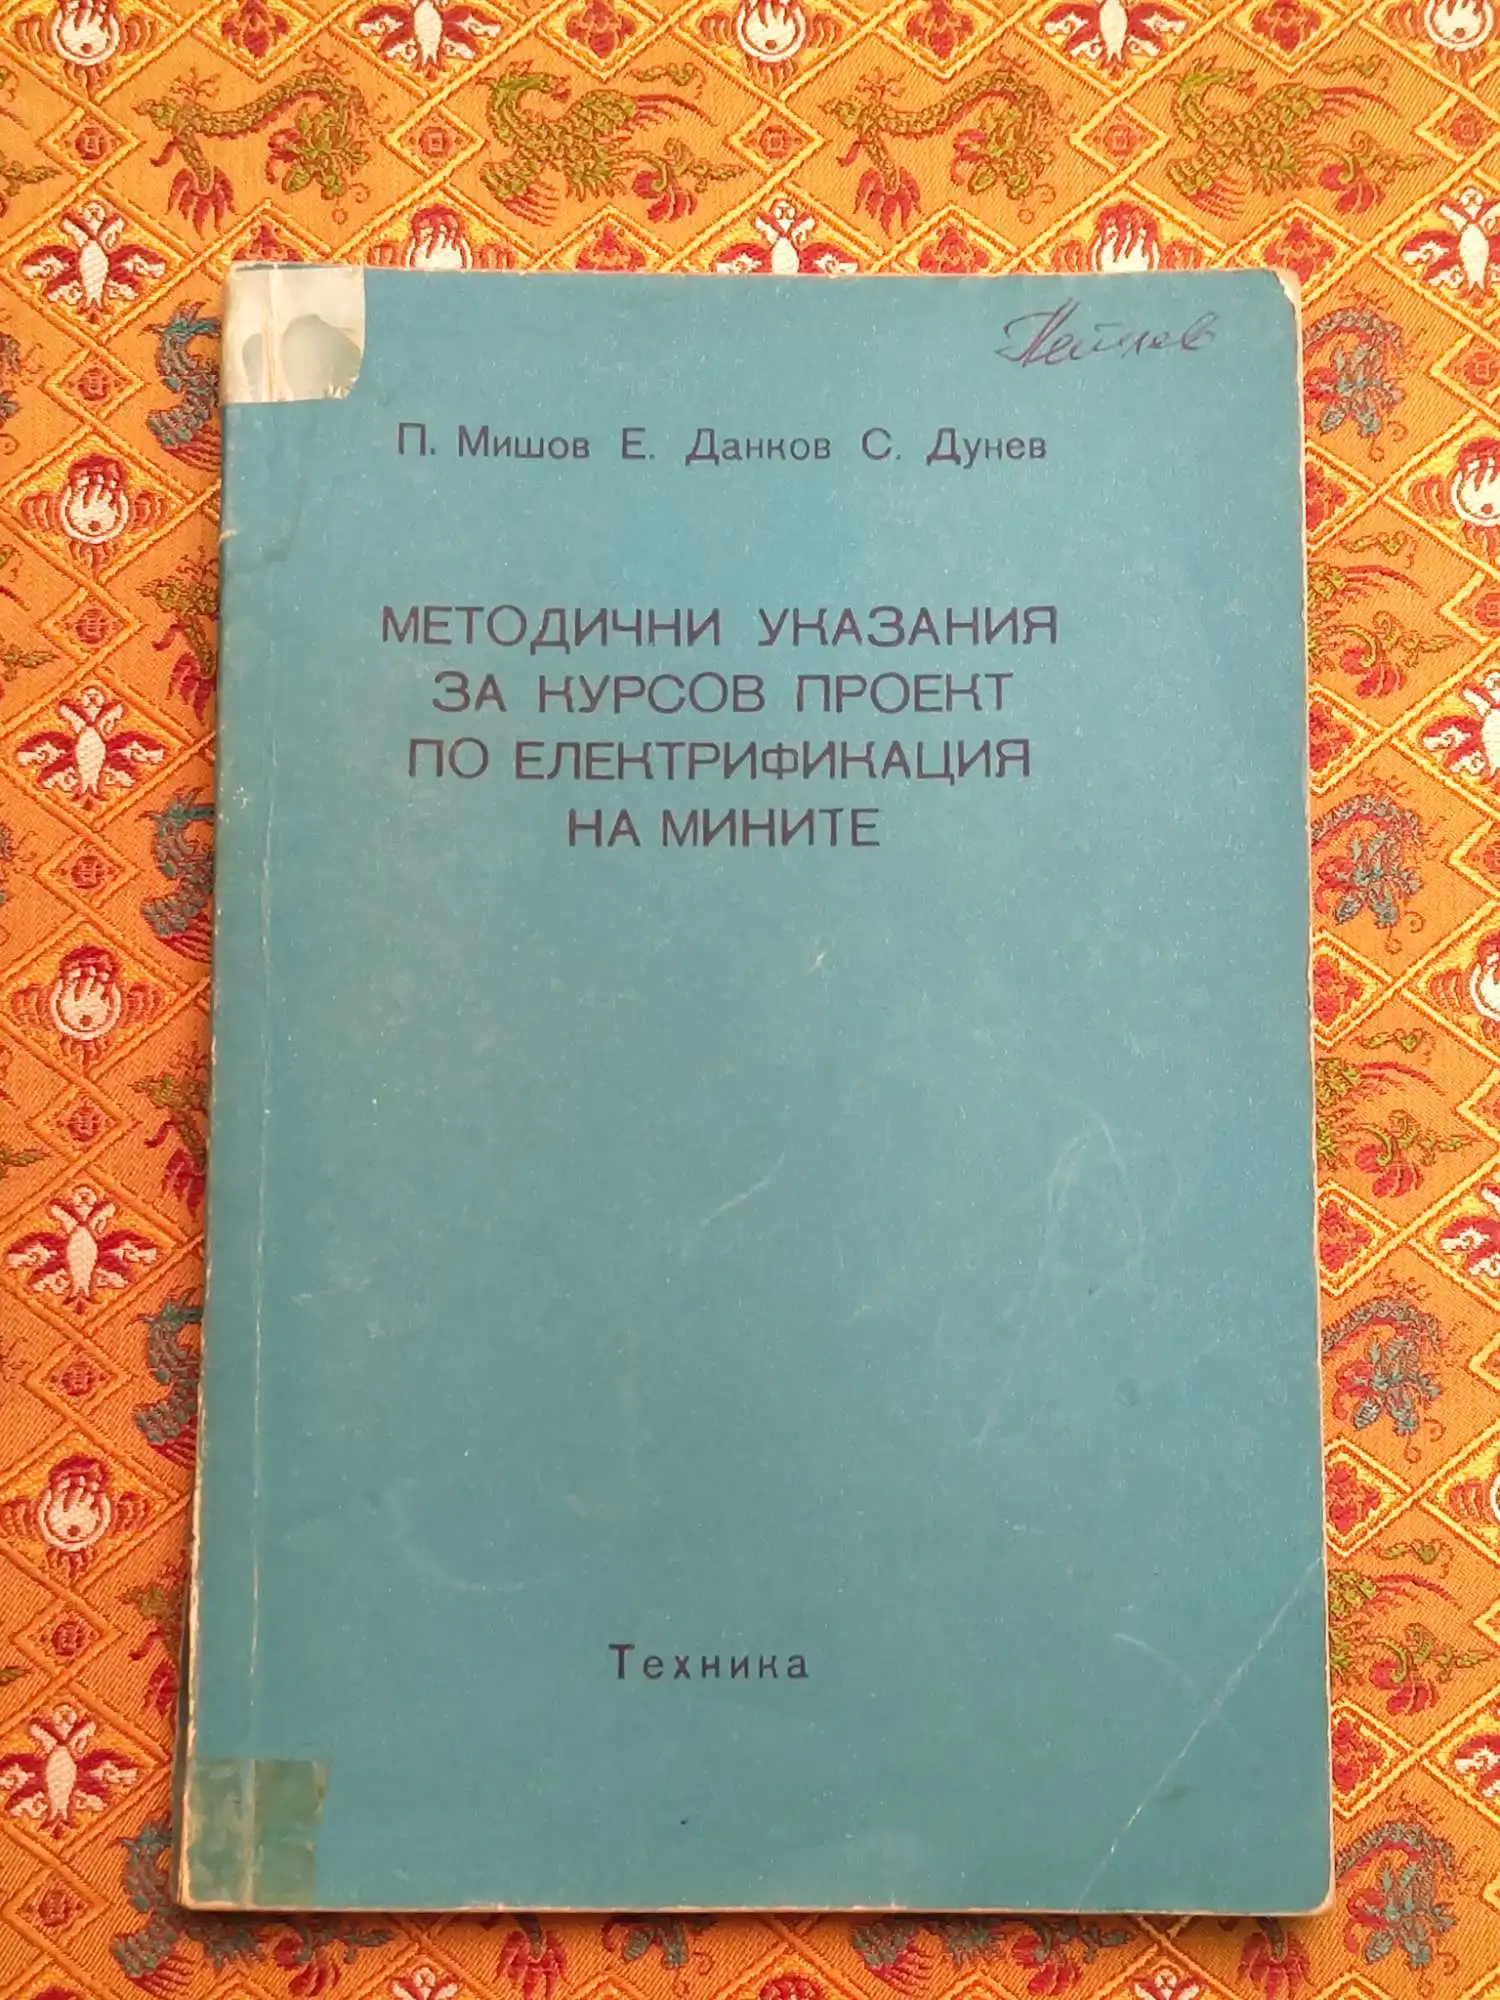 П. Мишов Е. Данков С. Дунев
МЕТОДИЧНИ УКАЗАНИЯ
ЗА КУРСОВ ПРОЕКТ
ПО ЕЛЕКТРИФИКАЦИЯ
НА МИНИТЕ
Техника